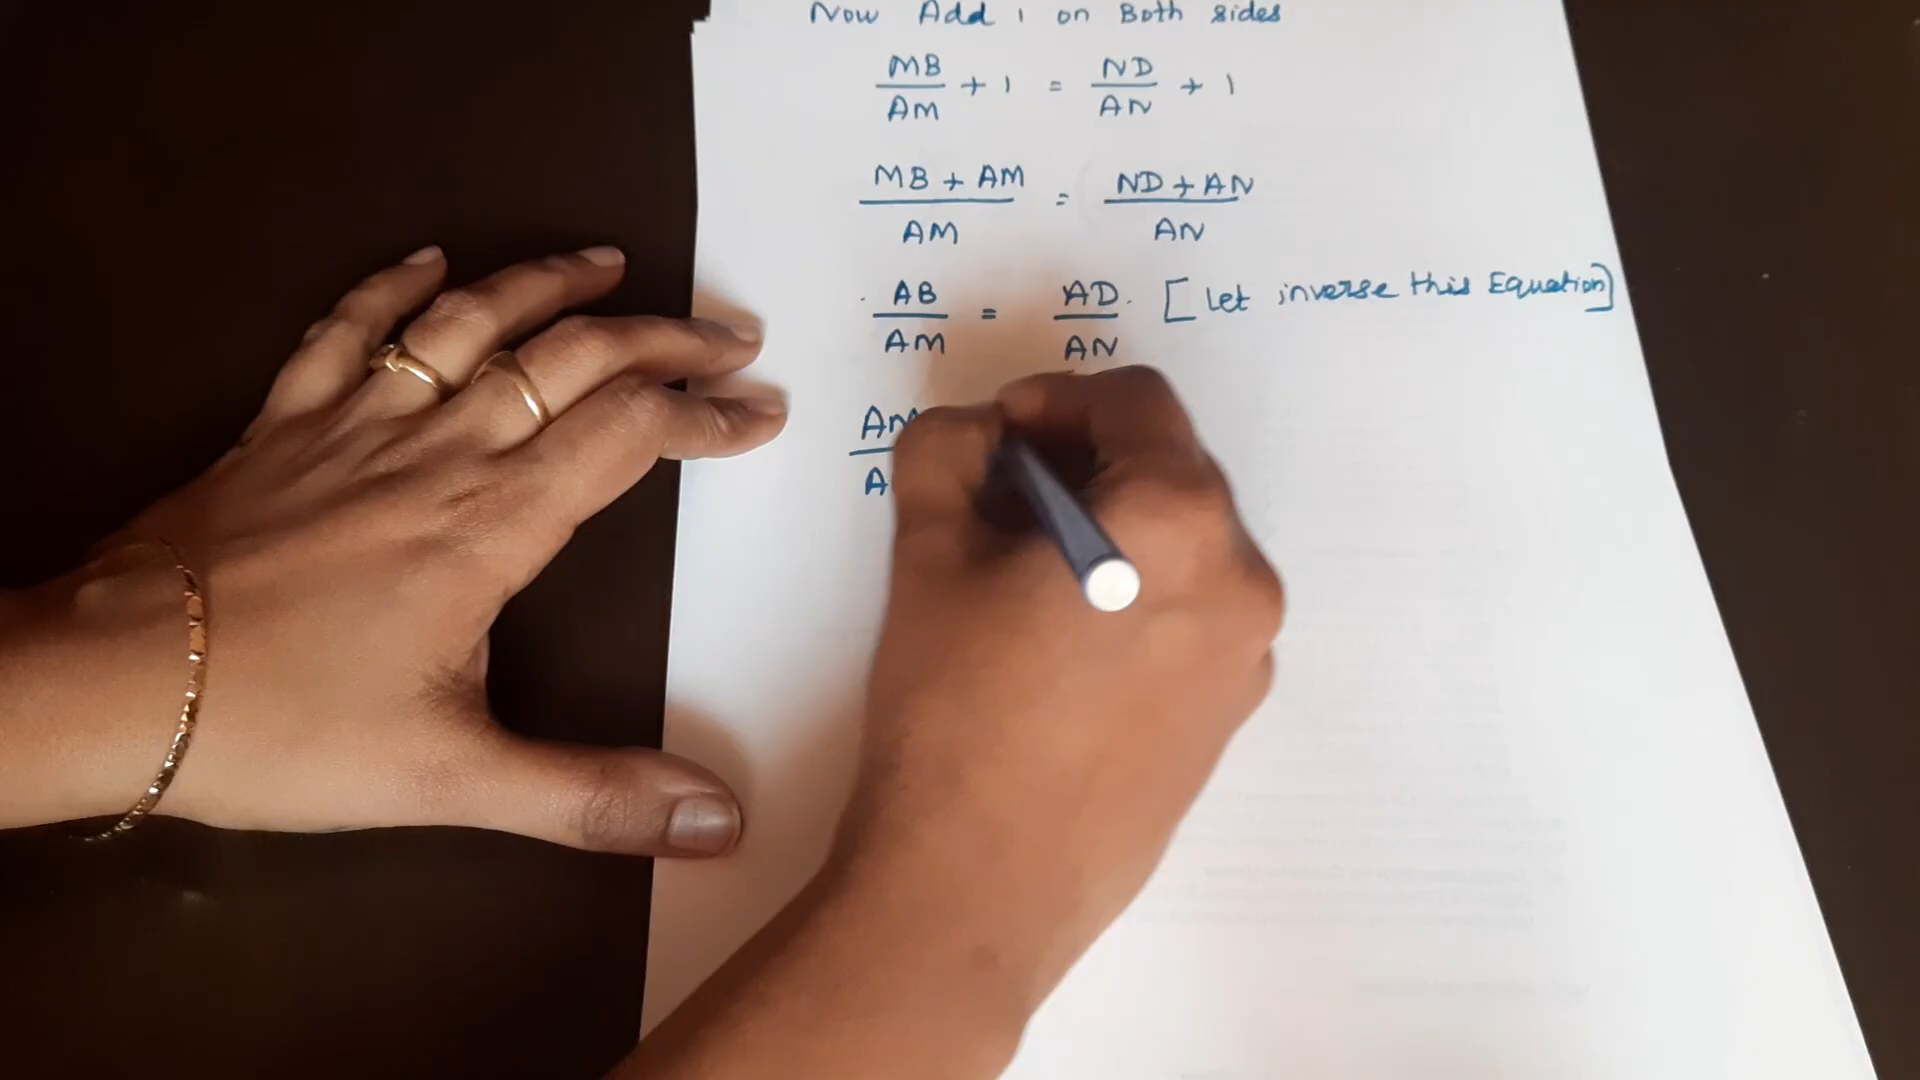 Now Add 1 on Both sides
MB/AM + 1 = ND/AN + 1
MB + AM/AM = ND + AN/AN
AB/AM = AD/AN [Let inverse this Equation]
AM